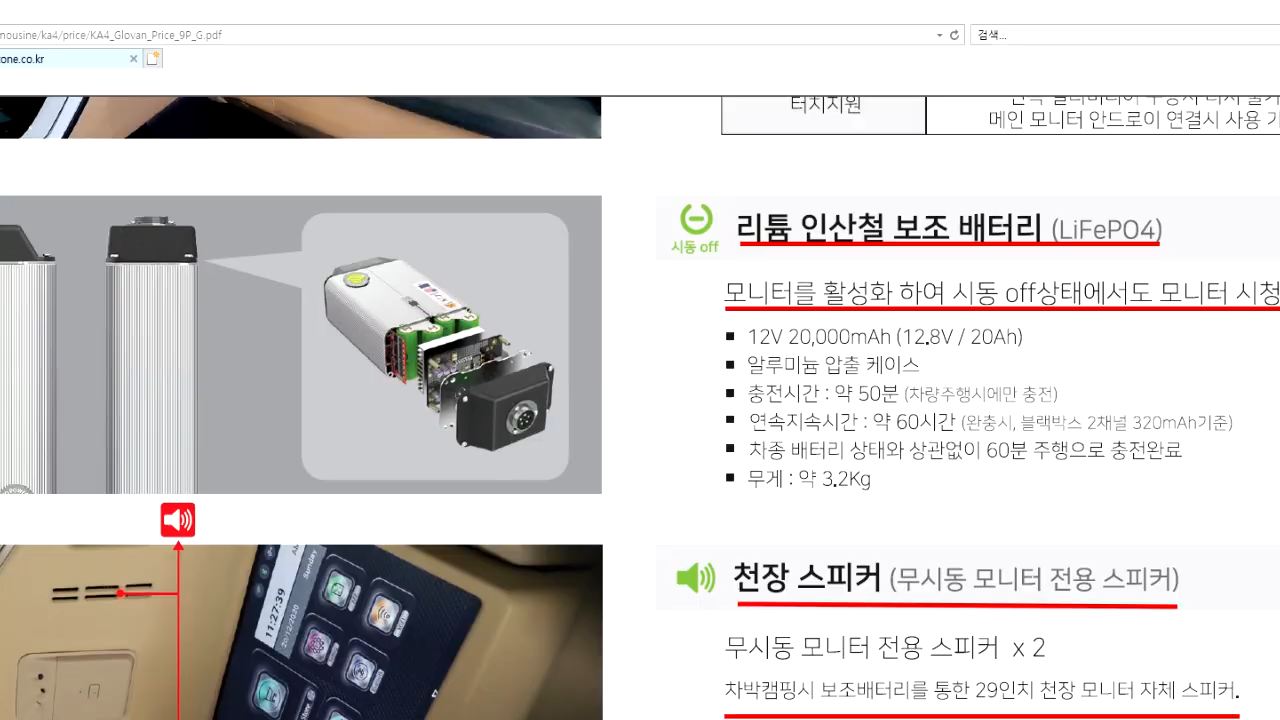 mousine/ka4/price/KA4_Glovan_Price_9P_G.pdf
검색...
one.co.kr
터치지원
메인 모니터 안드로이 연결시 사용
시동 off
리튬 인산철 보조 배터리 (LiFePO4)
모니터를 활성화 하여 시동 off상태에서도 모니터 시청
12V 20,000mAh (12.8V / 20Ah)
알루미늄 압출 케이스
충전시간 : 약 50분 (차량주행시에만 충전)
연속지속시간 : 약 60시간 (완충시, 블랙박스 2채널 320mAh기준)
차종 배터리 상태와 상관없이 60분 주행으로 충전완료
무게 : 약 3.2Kg
Sunday
11:27:39
20/12/2020
천장 스피커 (무시동 모니터 전용 스피커)
무시동 모니터 전용 스피커 x 2
차박캠핑시 보조배터리를 통한 29인치 천장 모니터 자체 스피커.